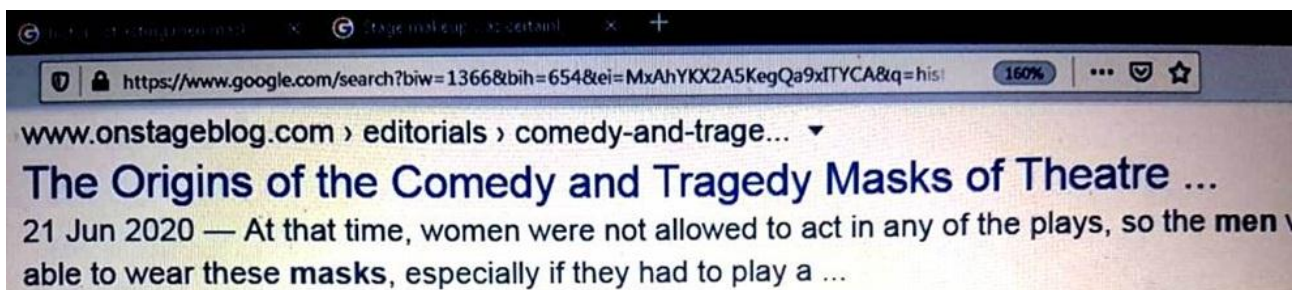 https://www.google.com/search?biw=1366&bih=654&ei=MxAhYKX2A5KegQa9xITYCA&q=his
160%
www.onstageblog.com › editorials › comedy-and-trage...
The Origins of the Comedy and Tragedy Masks of Theatre ...
21 Jun 2020 — At that time, women were not allowed to act in any of the plays, so the men
able to wear these masks, especially if they had to play a ...